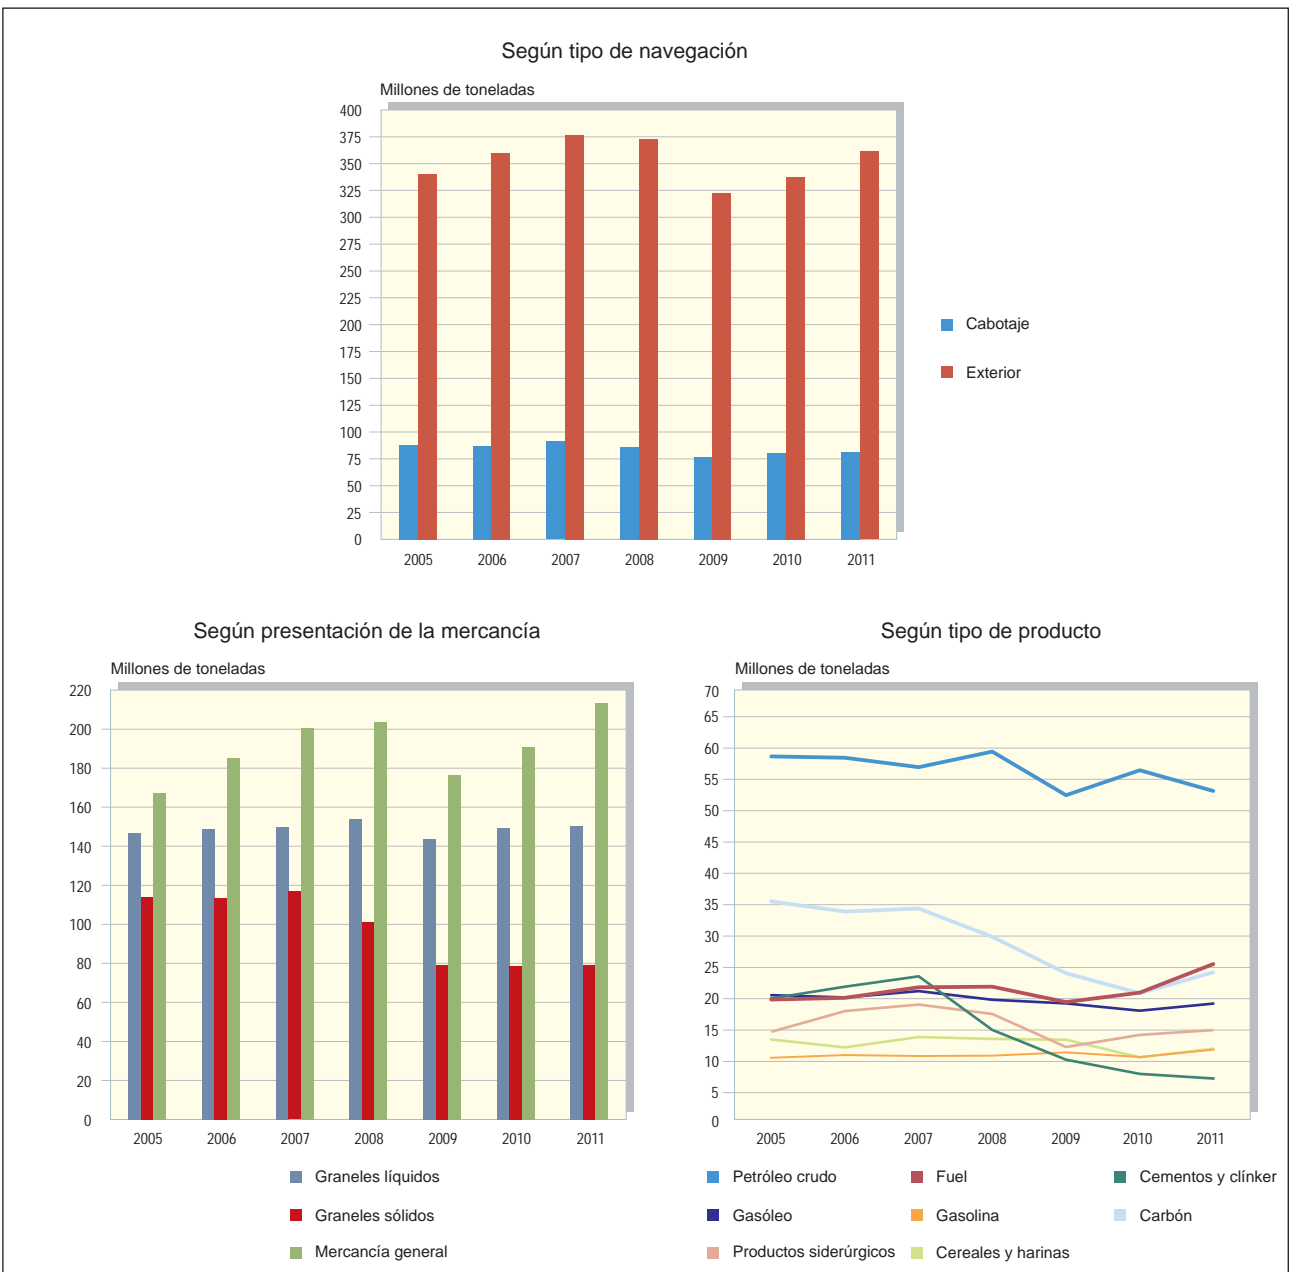 Según tipo de navegación
Millones de toneladas
400
375
350
325
300
275
250
225
200
175
150
125
100
75
50
25
0
2005 2006 2007 2008 2009 2010 2011
Cabotaje
Exterior
Según presentación de la mercancía
Millones de toneladas
220
200
180
160
140
120
100
80
60
40
20
0
2005 2006 2007 2008 2009 2010 2011
Graneles líquidos
Graneles sólidos
Mercancía general
Según tipo de producto
Millones de toneladas
70
65
60
55
50
45
40
35
30
25
20
15
10
5
0
2005 2006 2007 2008 2009 2010 2011
Petróleo crudo Fuel Cementos y clínker
Gasóleo Gasolina Carbón
Productos siderúrgicos Cereales y harinas